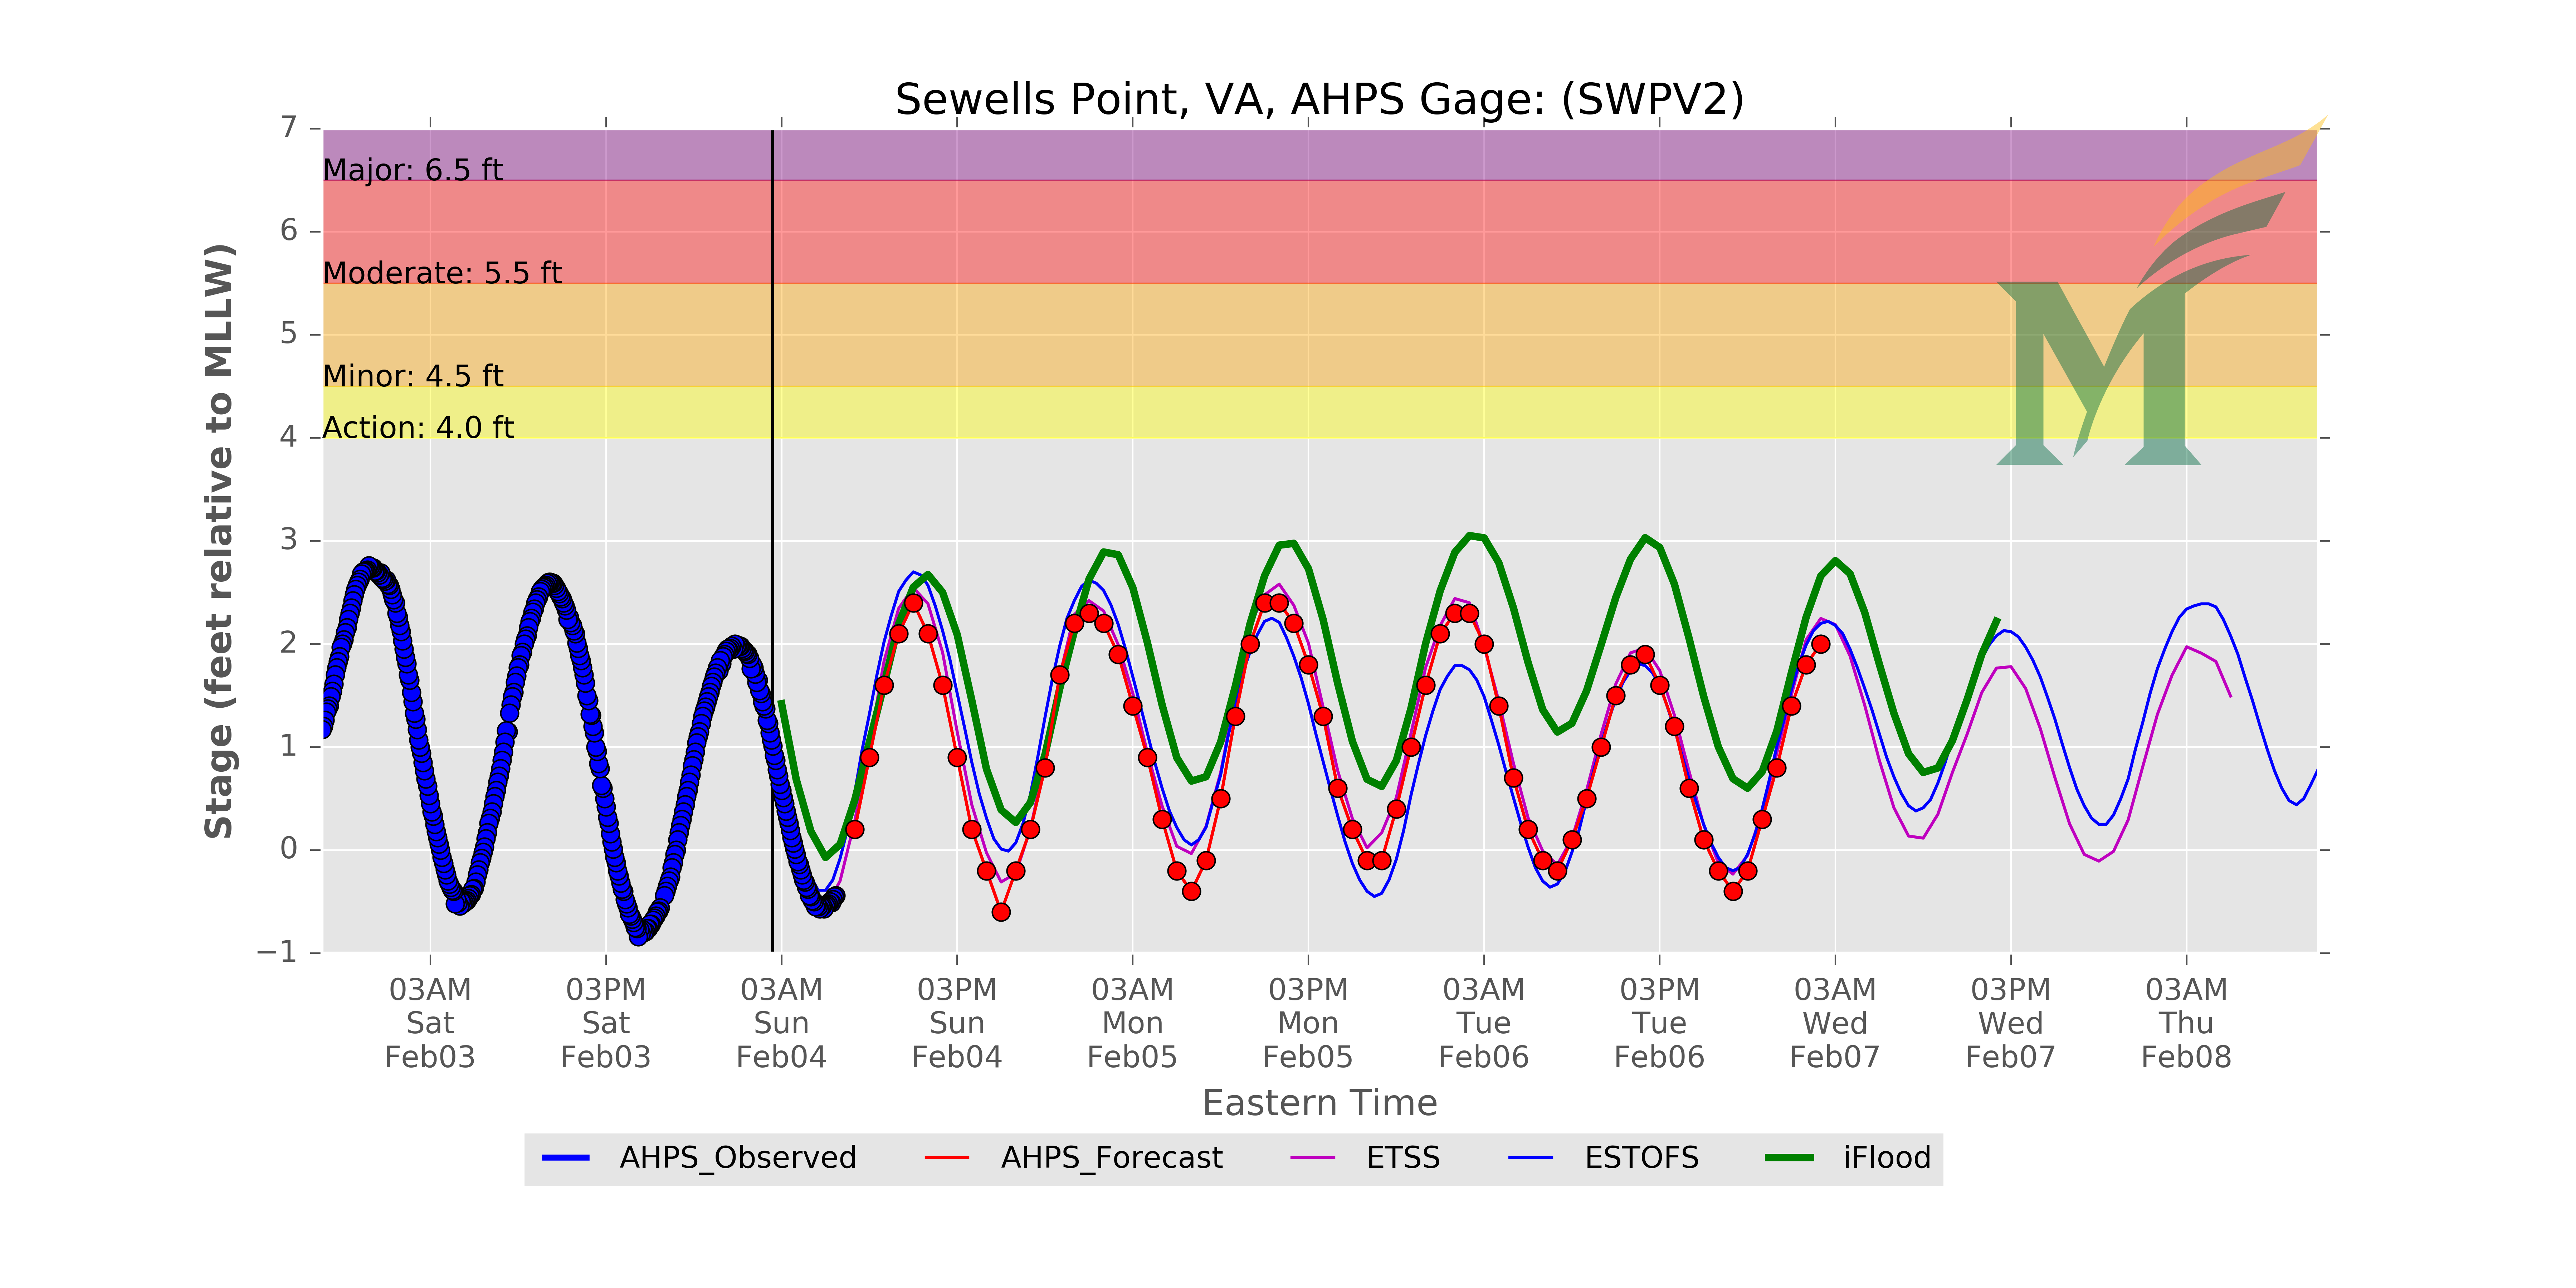 Sewells Point, VA, AHPS Gage: (SWPV2)
Stage (feet relative to MLLW)
7
6
5
4
3
2
1
0
−1
Major: 6.5 ft
Moderate: 5.5 ft
Minor: 4.5 ft
Action: 4.0 ft
03AM 03PM 03AM 03PM 03AM 03PM 03AM 03PM 03AM 03PM 03AM
Sat Sat Sun Sun Mon Mon Tue Tue Wed Wed Thu
Feb03 Feb03 Feb04 Feb04 Feb05 Feb05 Feb06 Feb06 Feb07 Feb07 Feb08
Eastern Time
AHPS_Observed AHPS_Forecast ETSS ESTOFS iFlood
M